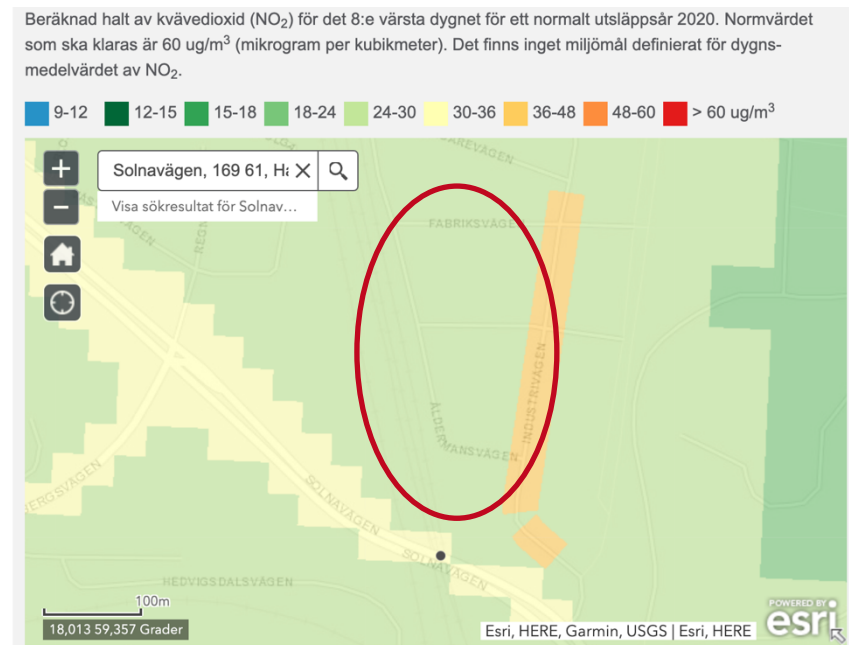 Beräknad halt av kvävedioxid (NO₂) för det 8:e värsta dygnet för ett normalt utsläppsår 2020. Normvärdet
som ska klaras är 60 ug/m³ (mikrogram per kubikmeter). Det finns inget miljömål definierat för dygns-
medelvärdet av NO₂.
9-12 12-15 15-18 18-24 24-30 30-36 36-48 48-60 > 60 ug/m³
Solnavägen, 169 61, Ha
Visa sökresultat för Solnav...
FABRIKSVÄGEN
INDUSTRIVÄGEN
ÅLDERMANSVÄGEN
SOLNAVÄGEN
SOLNAVÄGEN
HEDVIGSDALSVÄGEN
100m
18,013 59,357 Grader
POWERED BY
esri
Esri, HERE, Garmin, USGS | Esri, HERE